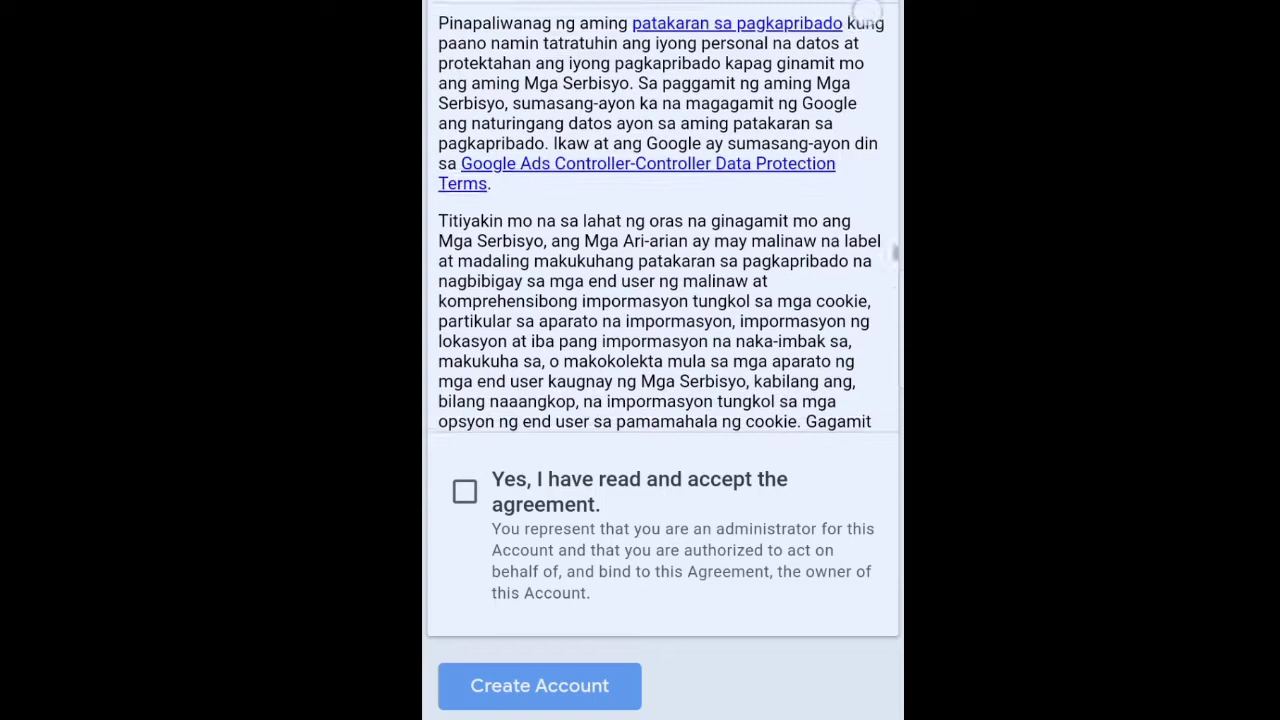 Pinapaliwanag ng aming patakaran sa pagkapribado kung
paano namin tatratuhin ang iyong personal na datos at
protektahan ang iyong pagkapribado kapag ginamit mo
ang aming Mga Serbisyo. Sa paggamit ng aming Mga
Serbisyo, sumasang-ayon ka na magagamit ng Google
ang naturingang datos ayon sa aming patakaran sa
pagkapribado. Ikaw at ang Google ay sumasang-ayon din
sa Google Ads Controller-Controller Data Protection
Terms.
Titiyakin mo na sa lahat ng oras na ginagamit mo ang
Mga Serbisyo, ang Mga Ari-arian ay may malinaw na label
at madaling makukuhang patakaran sa pagkapribado na
nagbibigay sa mga end user ng malinaw at
komprehensibong impormasyon tungkol sa mga cookie,
partikular sa aparato na impormasyon, impormasyon ng
lokasyon at iba pang impormasyon na naka-imbak sa,
makukuha sa, o makokolekta mula sa mga aparato ng
mga end user kaugnay ng Mga Serbisyo, kabilang ang,
bilang naaangkop, na impormasyon tungkol sa mga
opsyon ng end user sa pamamahala ng cookie. Gagamit
Yes, I have read and accept the
agreement.
You represent that you are an administrator for this
Account and that you are authorized to act on
behalf of, and bind to this Agreement, the owner of
this Account.
Create Account